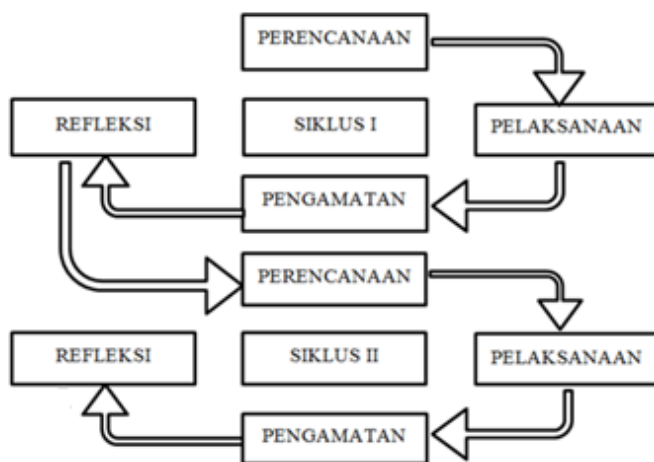 PERENCANAAN
REFLEKSI
SIKLUS I
PELAKSANAAN
PENGAMATAN
PERENCANAAN
REFLEKSI
SIKLUS II
PELAKSANAAN
PENGAMATAN